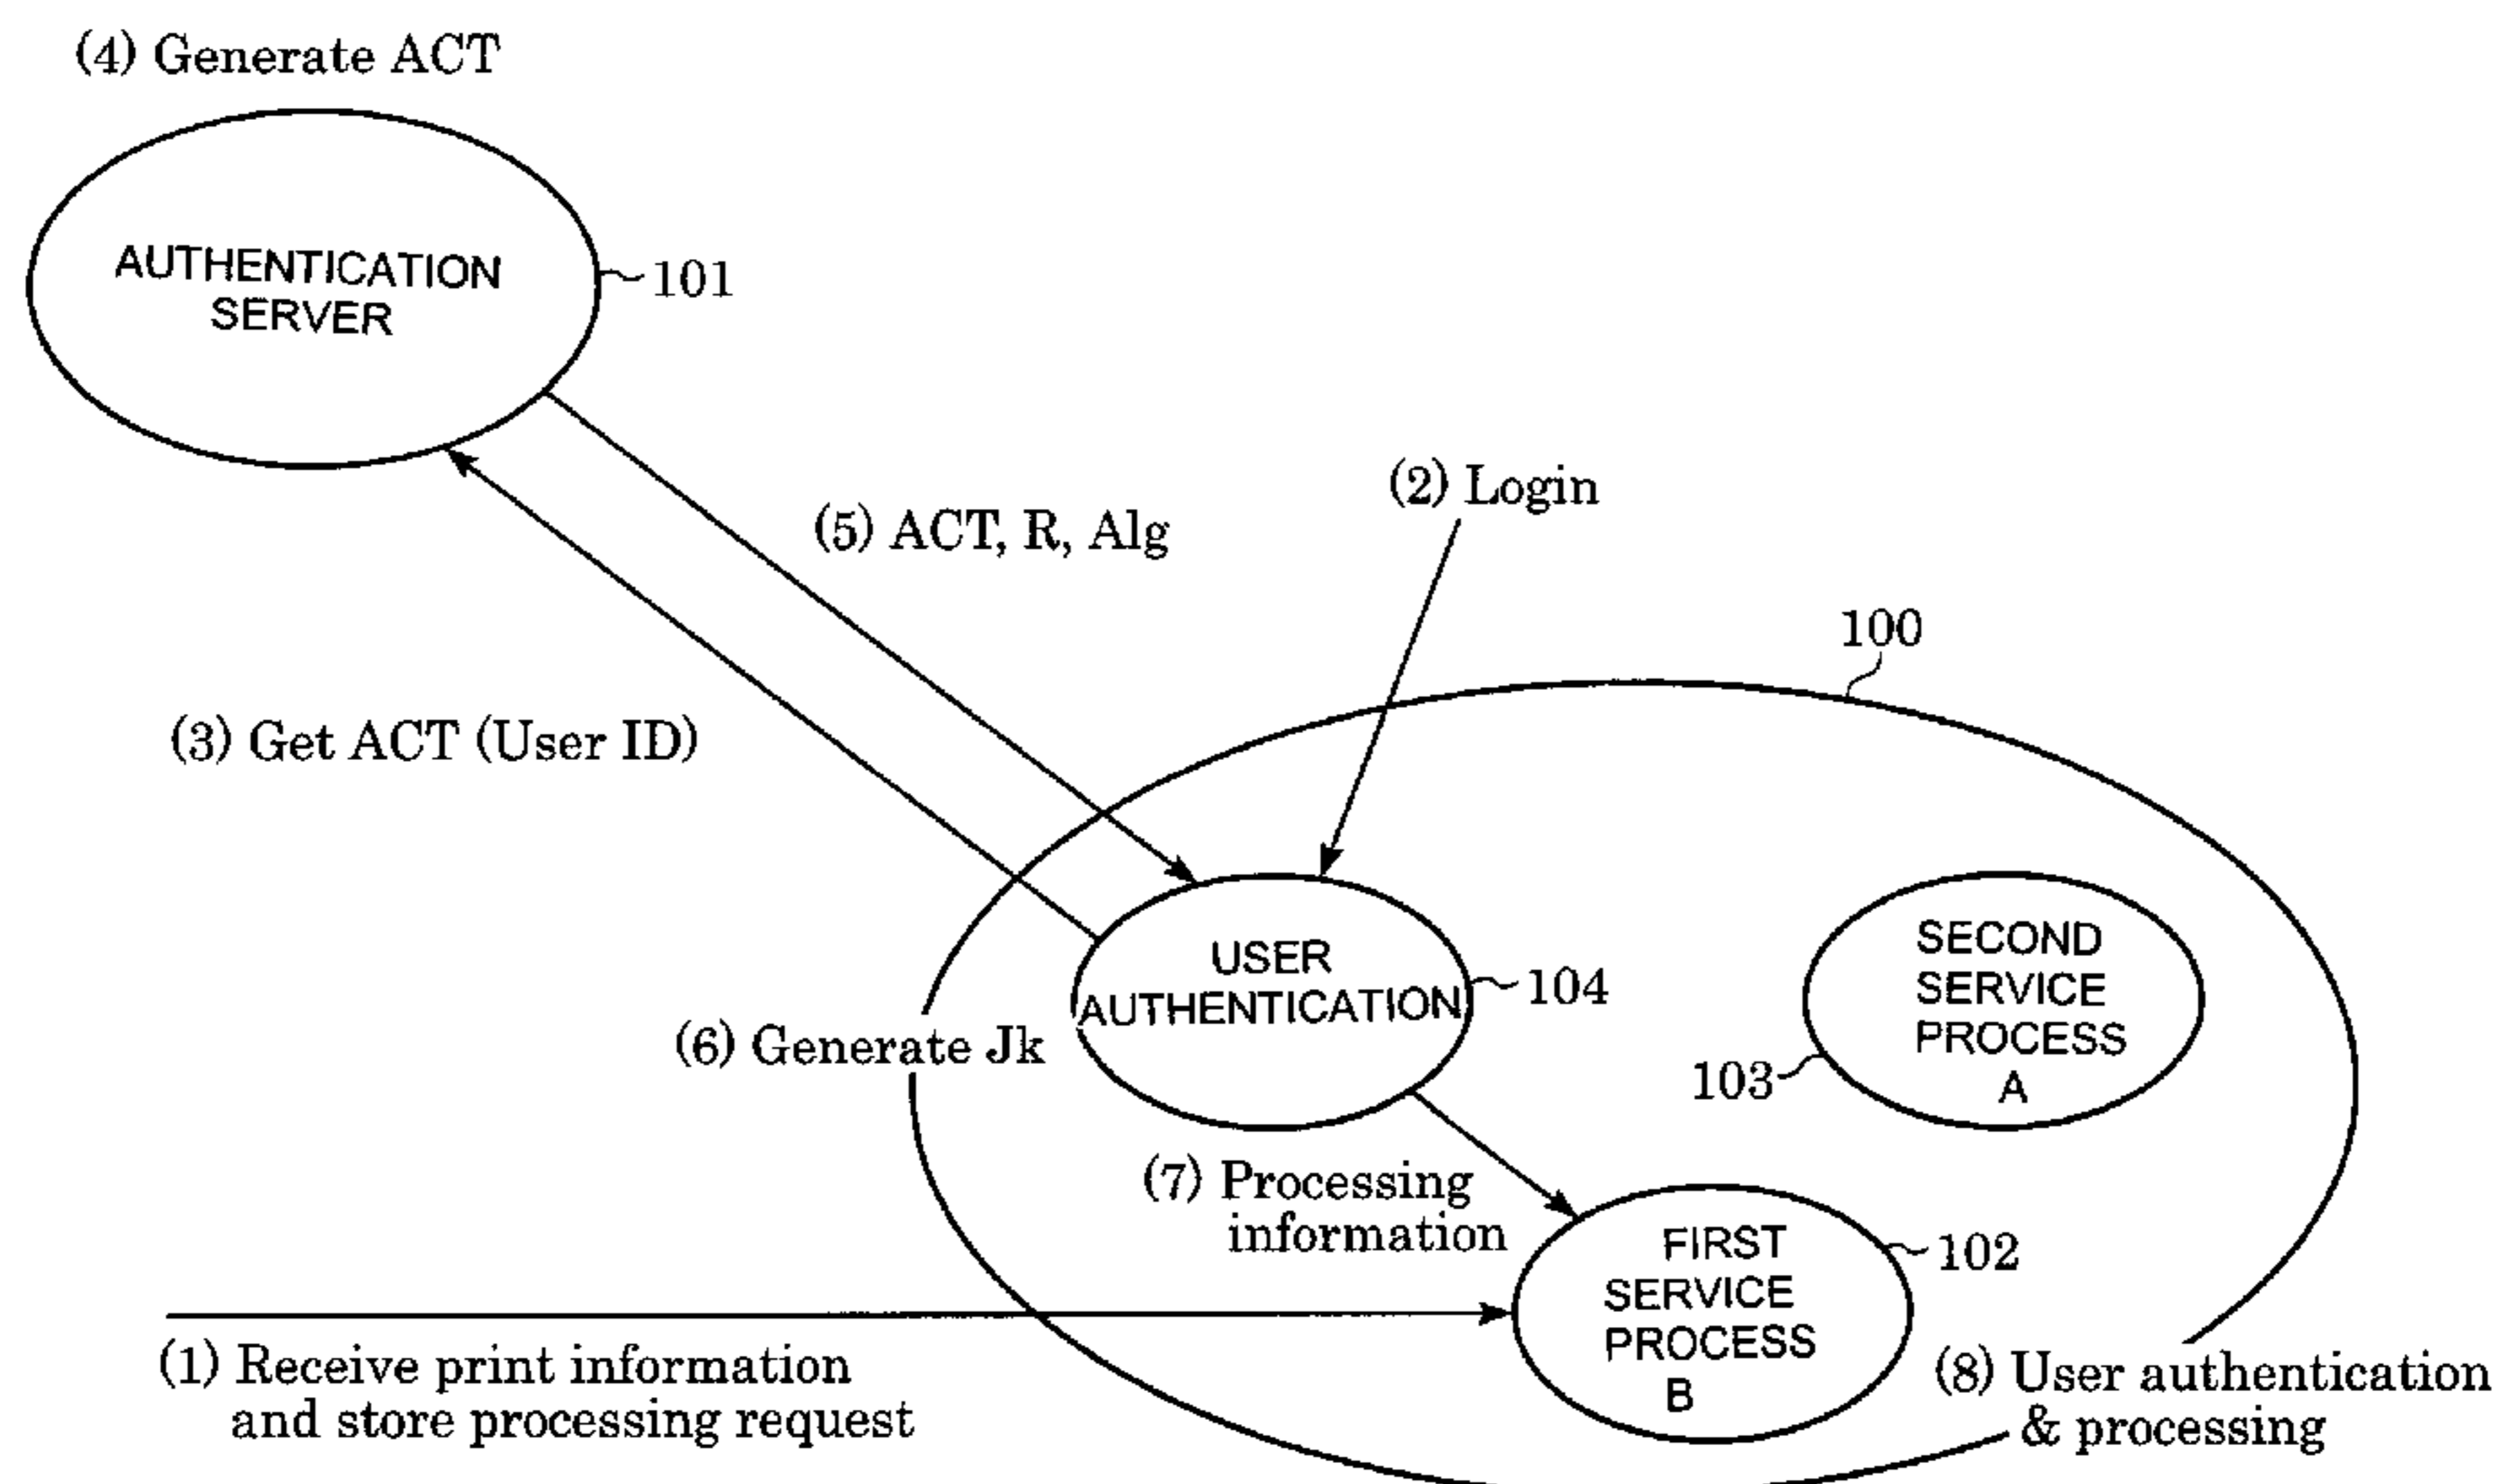 (4) Generate ACT
AUTHENTICATION
SERVER
101
(5) ACT, R, Alg
(2) Login
100
(3) Get ACT (User ID)
USER
AUTHENTICATION
104
SECOND
SERVICE
PROCESS
A
103
(6) Generate Jk
(7) Processing
information
FIRST
SERVICE
PROCESS
B
102
(1) Receive print information
and store processing request
(8) User authentication
& processing